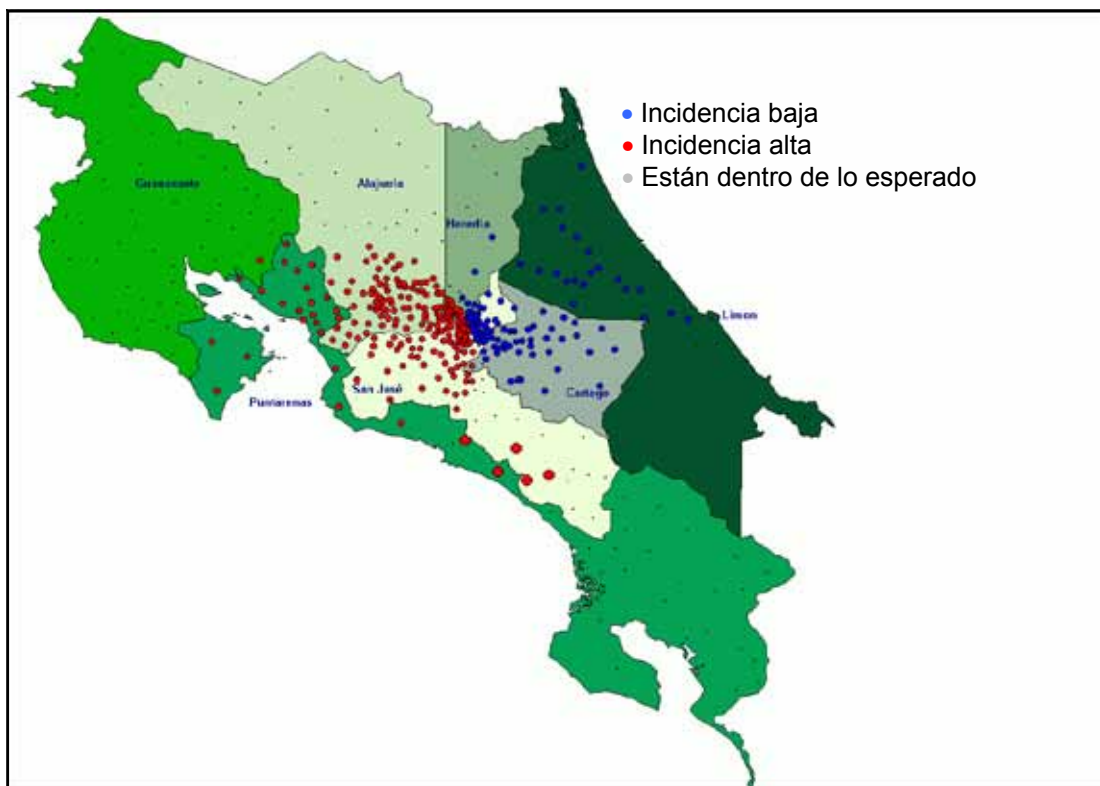 Incidencia baja
Incidencia alta
Están dentro de lo esperado
Guanacaste
Alajuela
Heredia
Limon
San José
Cartago
Puntarenas